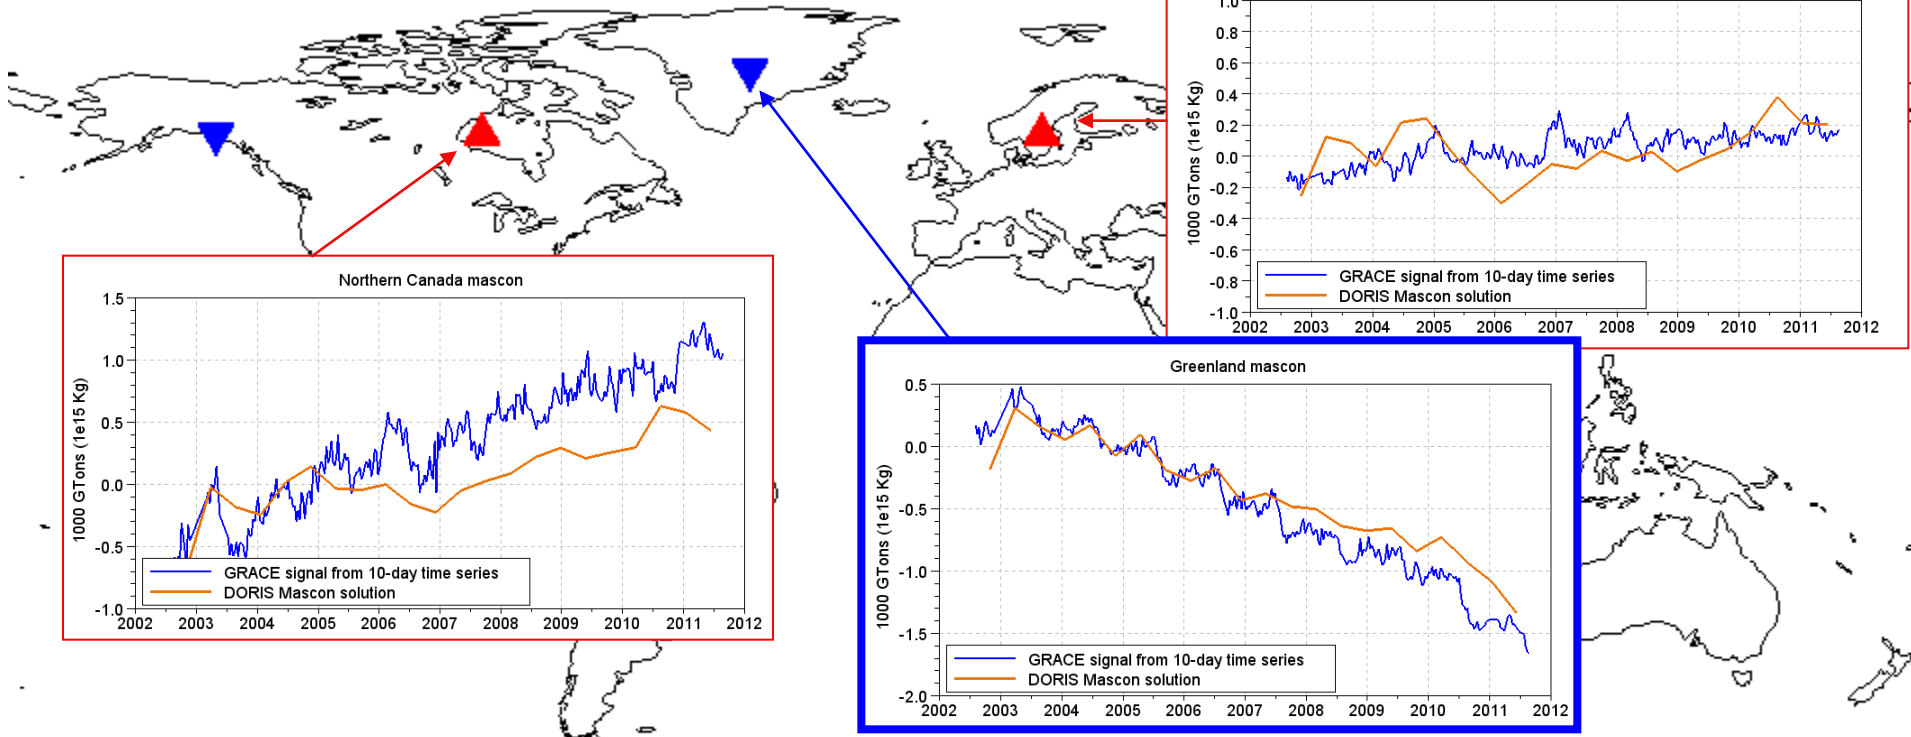 1.0
0.8
0.6
0.4
0.2
0.0
-0.2
-0.4
-0.6
-0.8
-1.0
1000 GTons (1e15 Kg)
GRACE signal from 10-day time series
DORIS Mascon solution
2002 2003 2004 2005 2006 2007 2008 2009 2010 2011 2012
Northern Canada mascon
1.5
1.0
0.5
0.0
-0.5
-1.0
1000 GTons (1e15 Kg)
GRACE signal from 10-day time series
DORIS Mascon solution
2002 2003 2004 2005 2006 2007 2008 2009 2010 2011 2012
Greenland mascon
0.5
0.0
-0.5
-1.0
-1.5
-2.0
1000 GTons (1e15 Kg)
GRACE signal from 10-day time series
DORIS Mascon solution
2002 2003 2004 2005 2006 2007 2008 2009 2010 2011 2012